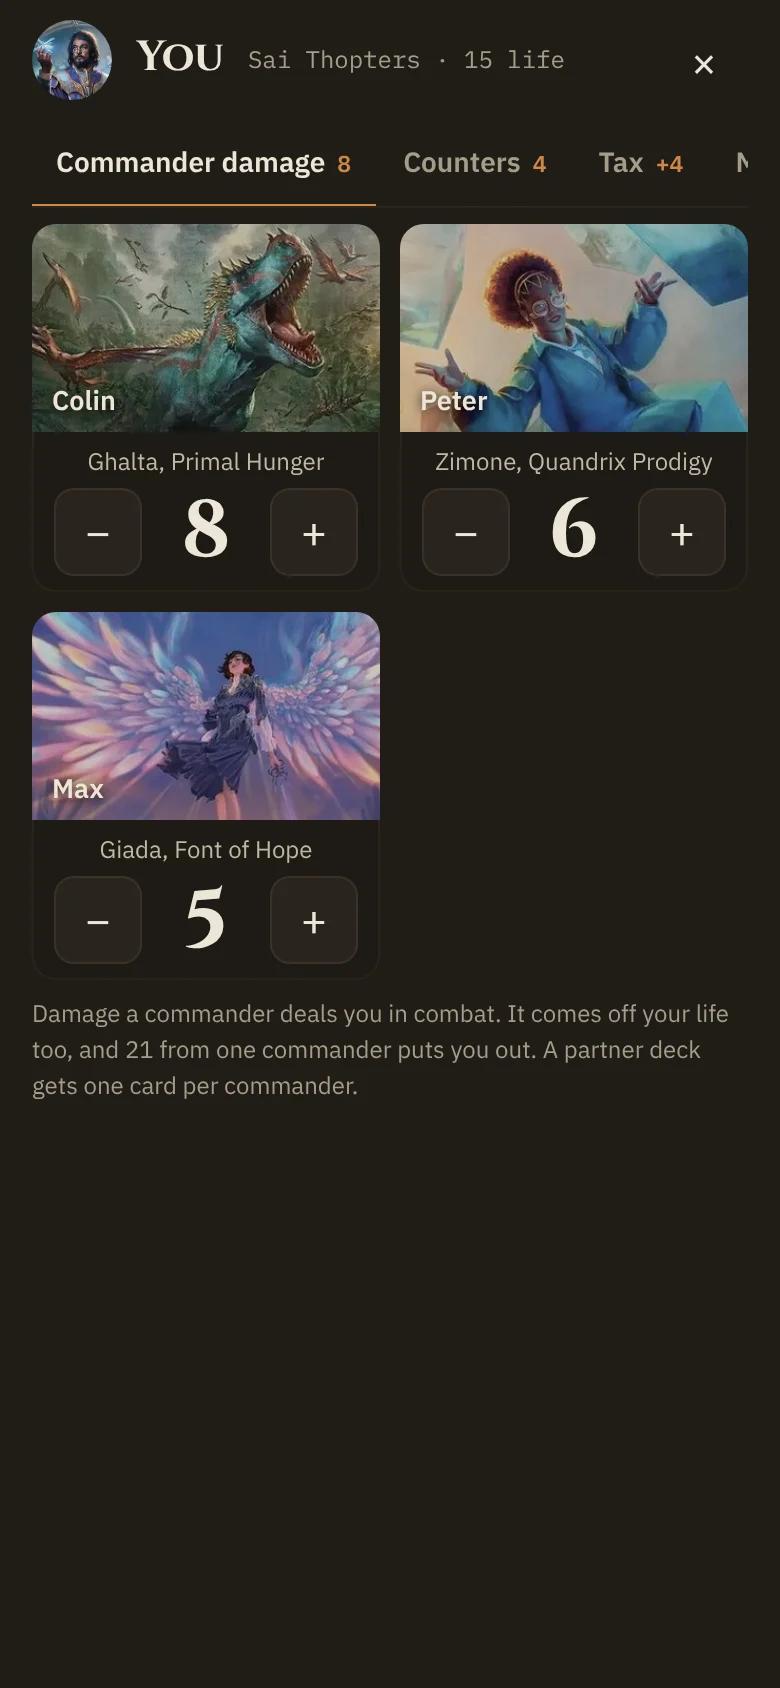 You Sai Thopters · 15 life ×
Commander damage 8 Counters 4 Tax +4
Colin
Peter
Ghalta, Primal Hunger
Zimone, Quandrix Prodigy
− 8 +
− 6 +
Max
Giada, Font of Hope
− 5 +
Damage a commander deals you in combat. It comes off your life
too, and 21 from one commander puts you out. A partner deck
gets one card per commander.